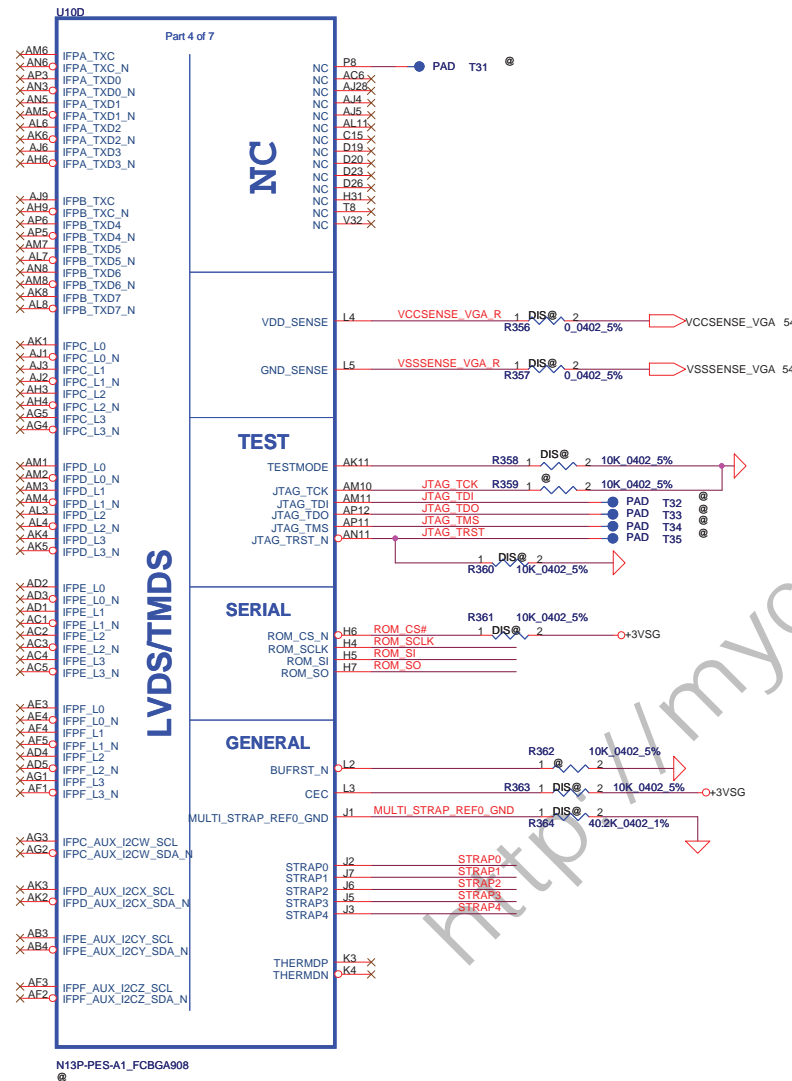 U10D
Part 4 of 7
AM6 IFPA_TXC
AN6 IFPA_TXC_N
AP3 IFPA_TXD0
AN3 IFPA_TXD0_N
AN5 IFPA_TXD1
AM5 IFPA_TXD1_N
AL6 IFPA_TXD2
AK6 IFPA_TXD2_N
AJ6 IFPA_TXD3
AH6 IFPA_TXD3_N
AJ9 IFPB_TXC
AH9 IFPB_TXC_N
AP6 IFPB_TXD4
AP5 IFPB_TXD4_N
AM7 IFPB_TXD5
AL7 IFPB_TXD5_N
AN8 IFPB_TXD6
AM8 IFPB_TXD6_N
AK8 IFPB_TXD7
AL8 IFPB_TXD7_N
AK1 IFPC_L0
AJ1 IFPC_L0_N
AJ3 IFPC_L1
AJ2 IFPC_L1_N
AH3 IFPC_L2
AH4 IFPC_L2_N
AG5 IFPC_L3
AG4 IFPC_L3_N
AM1 IFPD_L0
AM2 IFPD_L0_N
AM3 IFPD_L1
AM4 IFPD_L1_N
AL3 IFPD_L2
AL4 IFPD_L2_N
AK4 IFPD_L3
AK5 IFPD_L3_N
AD2 IFPE_L0
AD3 IFPE_L0_N
AD1 IFPE_L1
AC1 IFPE_L1_N
AC2 IFPE_L2
AC3 IFPE_L2_N
AC4 IFPE_L3
AC5 IFPE_L3_N
AE3 IFPF_L0
AE4 IFPF_L0_N
AF4 IFPF_L1
AF5 IFPF_L1_N
AD4 IFPF_L2
AD5 IFPF_L2_N
AG1 IFPF_L3
AF1 IFPF_L3_N
AG3 IFPC_AUX_I2CW_SCL
AG2 IFPC_AUX_I2CW_SDA_N
AK3 IFPD_AUX_I2CX_SCL
AK2 IFPD_AUX_I2CX_SDA_N
AB3 IFPE_AUX_I2CY_SCL
AB4 IFPE_AUX_I2CY_SDA_N
AF3 IFPF_AUX_I2CZ_SCL
AF2 IFPF_AUX_I2CZ_SDA_N
LVDS/TMDS
NC
NC P8 PAD T31 @
NC AC6
NC AJ28
NC AJ4
NC AJ5
NC AL11
NC C15
NC D19
NC D20
NC D23
NC D26
NC H31
NC T8
NC V32
VDD_SENSE L4 VCCSENSE_VGA_R R356 1 DIS@ 2 0_0402_5% VCCSENSE_VGA 54
GND_SENSE L5 VSSSENSE_VGA_R R357 1 DIS@ 2 0_0402_5% VSSSENSE_VGA 54
TEST
TESTMODE AK11 R358 1 DIS@ 2 10K_0402_5%
JTAG_TCK AM10 JTAG_TCK R359 1 @ 2 10K_0402_5%
JTAG_TDI AM11 JTAG_TDI PAD T32 @
JTAG_TDO AP12 JTAG_TDO PAD T33 @
JTAG_TMS AP11 JTAG_TMS PAD T34 @
JTAG_TRST_N AN11 JTAG_TRST PAD T35 @
R360 1 DIS@ 2 10K_0402_5%
SERIAL
ROM_CS_N H6 ROM_CS# R361 1 DIS@ 2 10K_0402_5% +3VSG
ROM_SCLK H4 ROM_SCLK
ROM_SI H5 ROM_SI
ROM_SO H7 ROM_SO
GENERAL
BUFRST_N L2 R362 1 @ 2 10K_0402_5%
CEC L3 R363 1 DIS@ 2 10K_0402_5% +3VSG
MULTI_STRAP_REF0_GND J1 MULTI_STRAP_REF0_GND R364 1 DIS@ 2 40.2K_0402_1%
STRAP0 J2 STRAP0
STRAP1 J7 STRAP1
STRAP2 J6 STRAP2
STRAP3 J5 STRAP3
STRAP4 J3 STRAP4
THERMDP K3
THERMDN K4
N13P-PES-A1_FCBGA908
@
http://myc